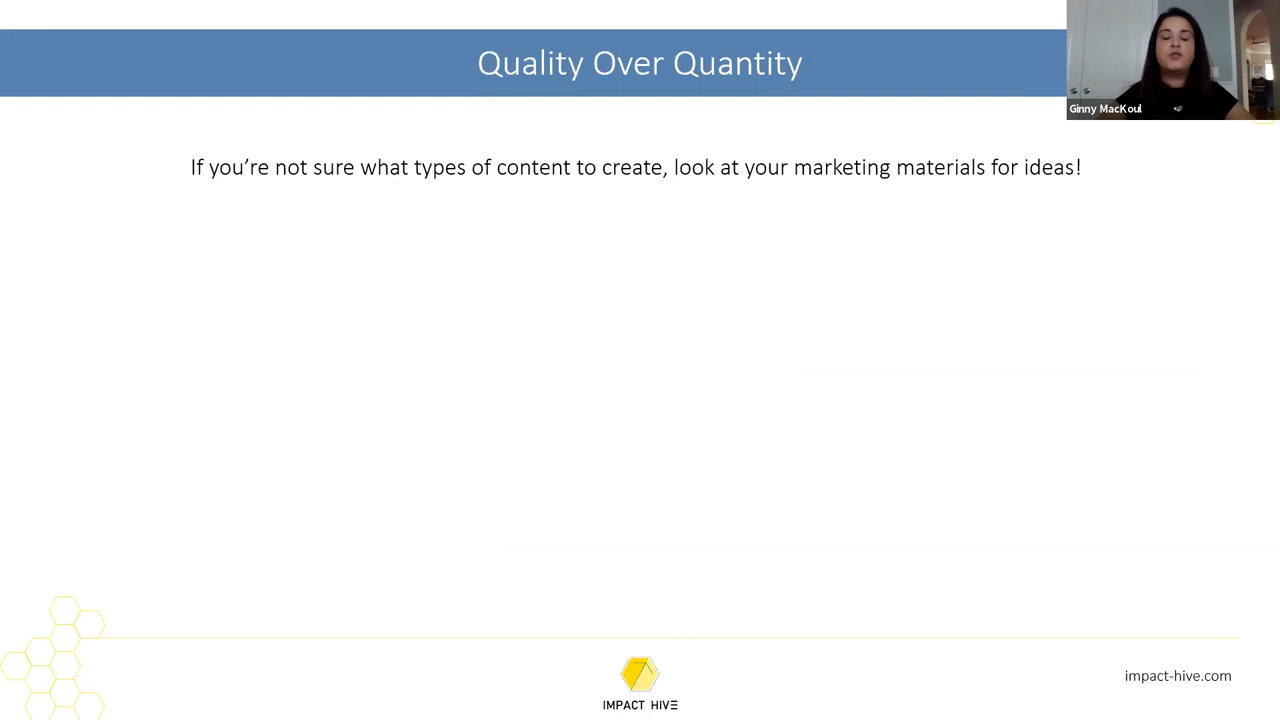 Quality Over Quantity
Ginny MacKoul
If you're not sure what types of content to create, look at your marketing materials for ideas!
IMPACT HIVE
impact-hive.com